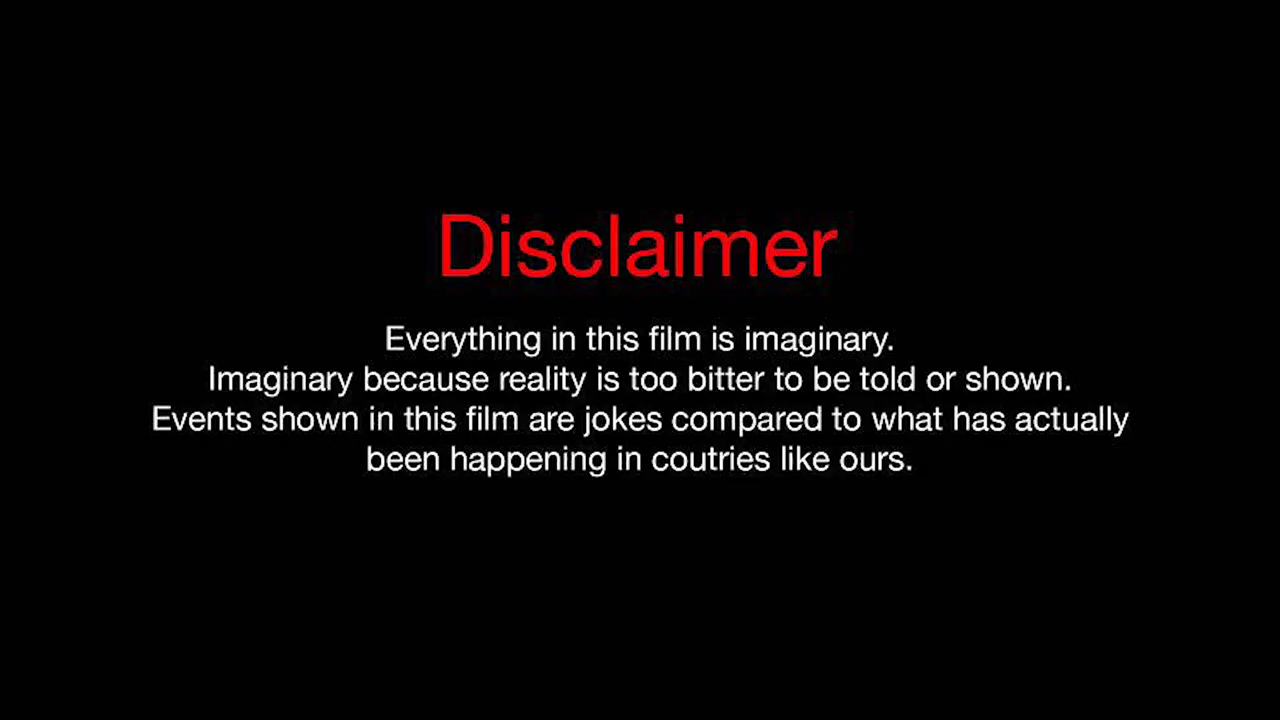 Disclaimer
Everything in this film is imaginary.
Imaginary because reality is too bitter to be told or shown.
Events shown in this film are jokes compared to what has actually
been happening in coutries like ours.